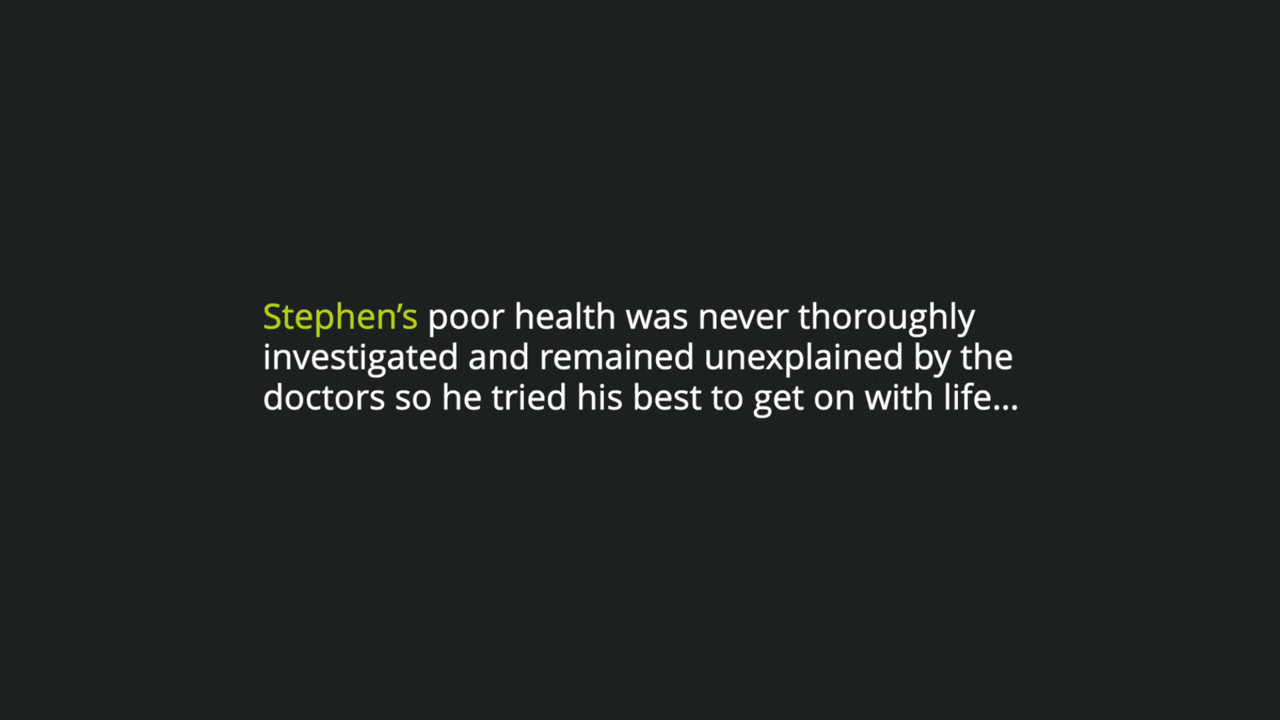 Stephen’s poor health was never thoroughly
investigated and remained unexplained by the
doctors so he tried his best to get on with life...